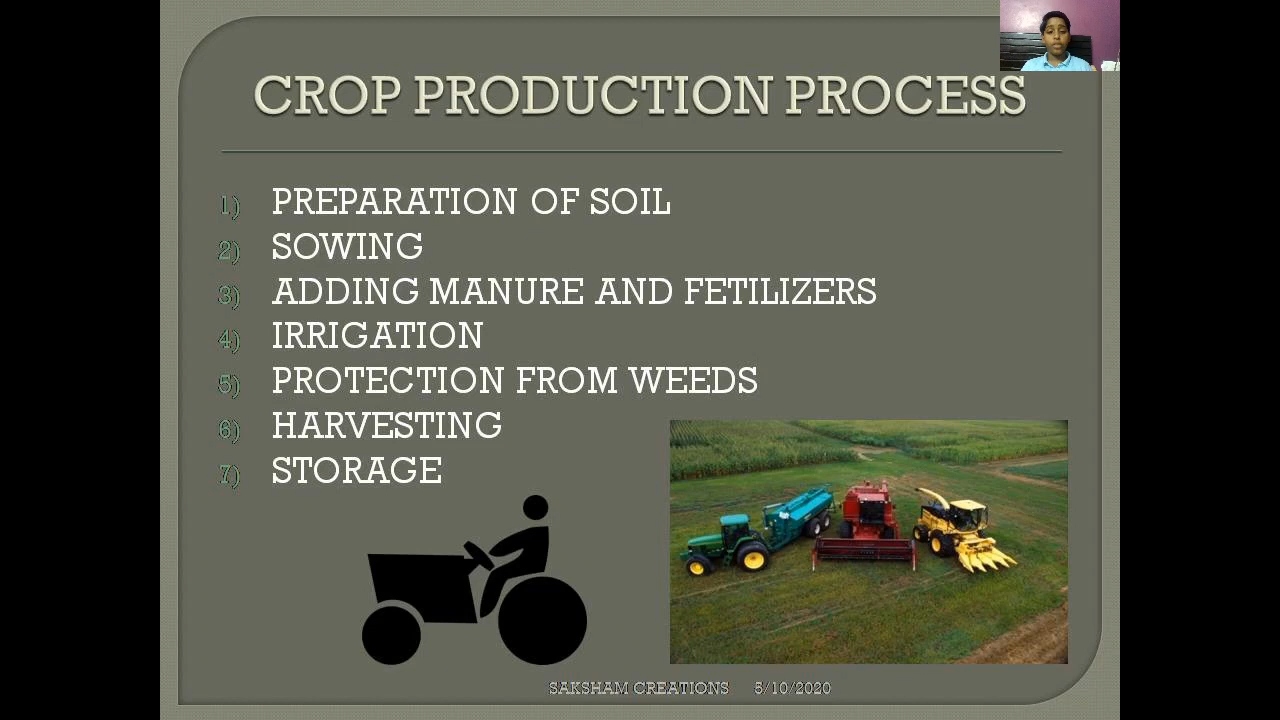 CROP PRODUCTION PROCESS
1) PREPARATION OF SOIL
2) SOWING
3) ADDING MANURE AND FETILIZERS
4) IRRIGATION
5) PROTECTION FROM WEEDS
6) HARVESTING
7) STORAGE
SAKSHAM CREATIONS 5/10/2020